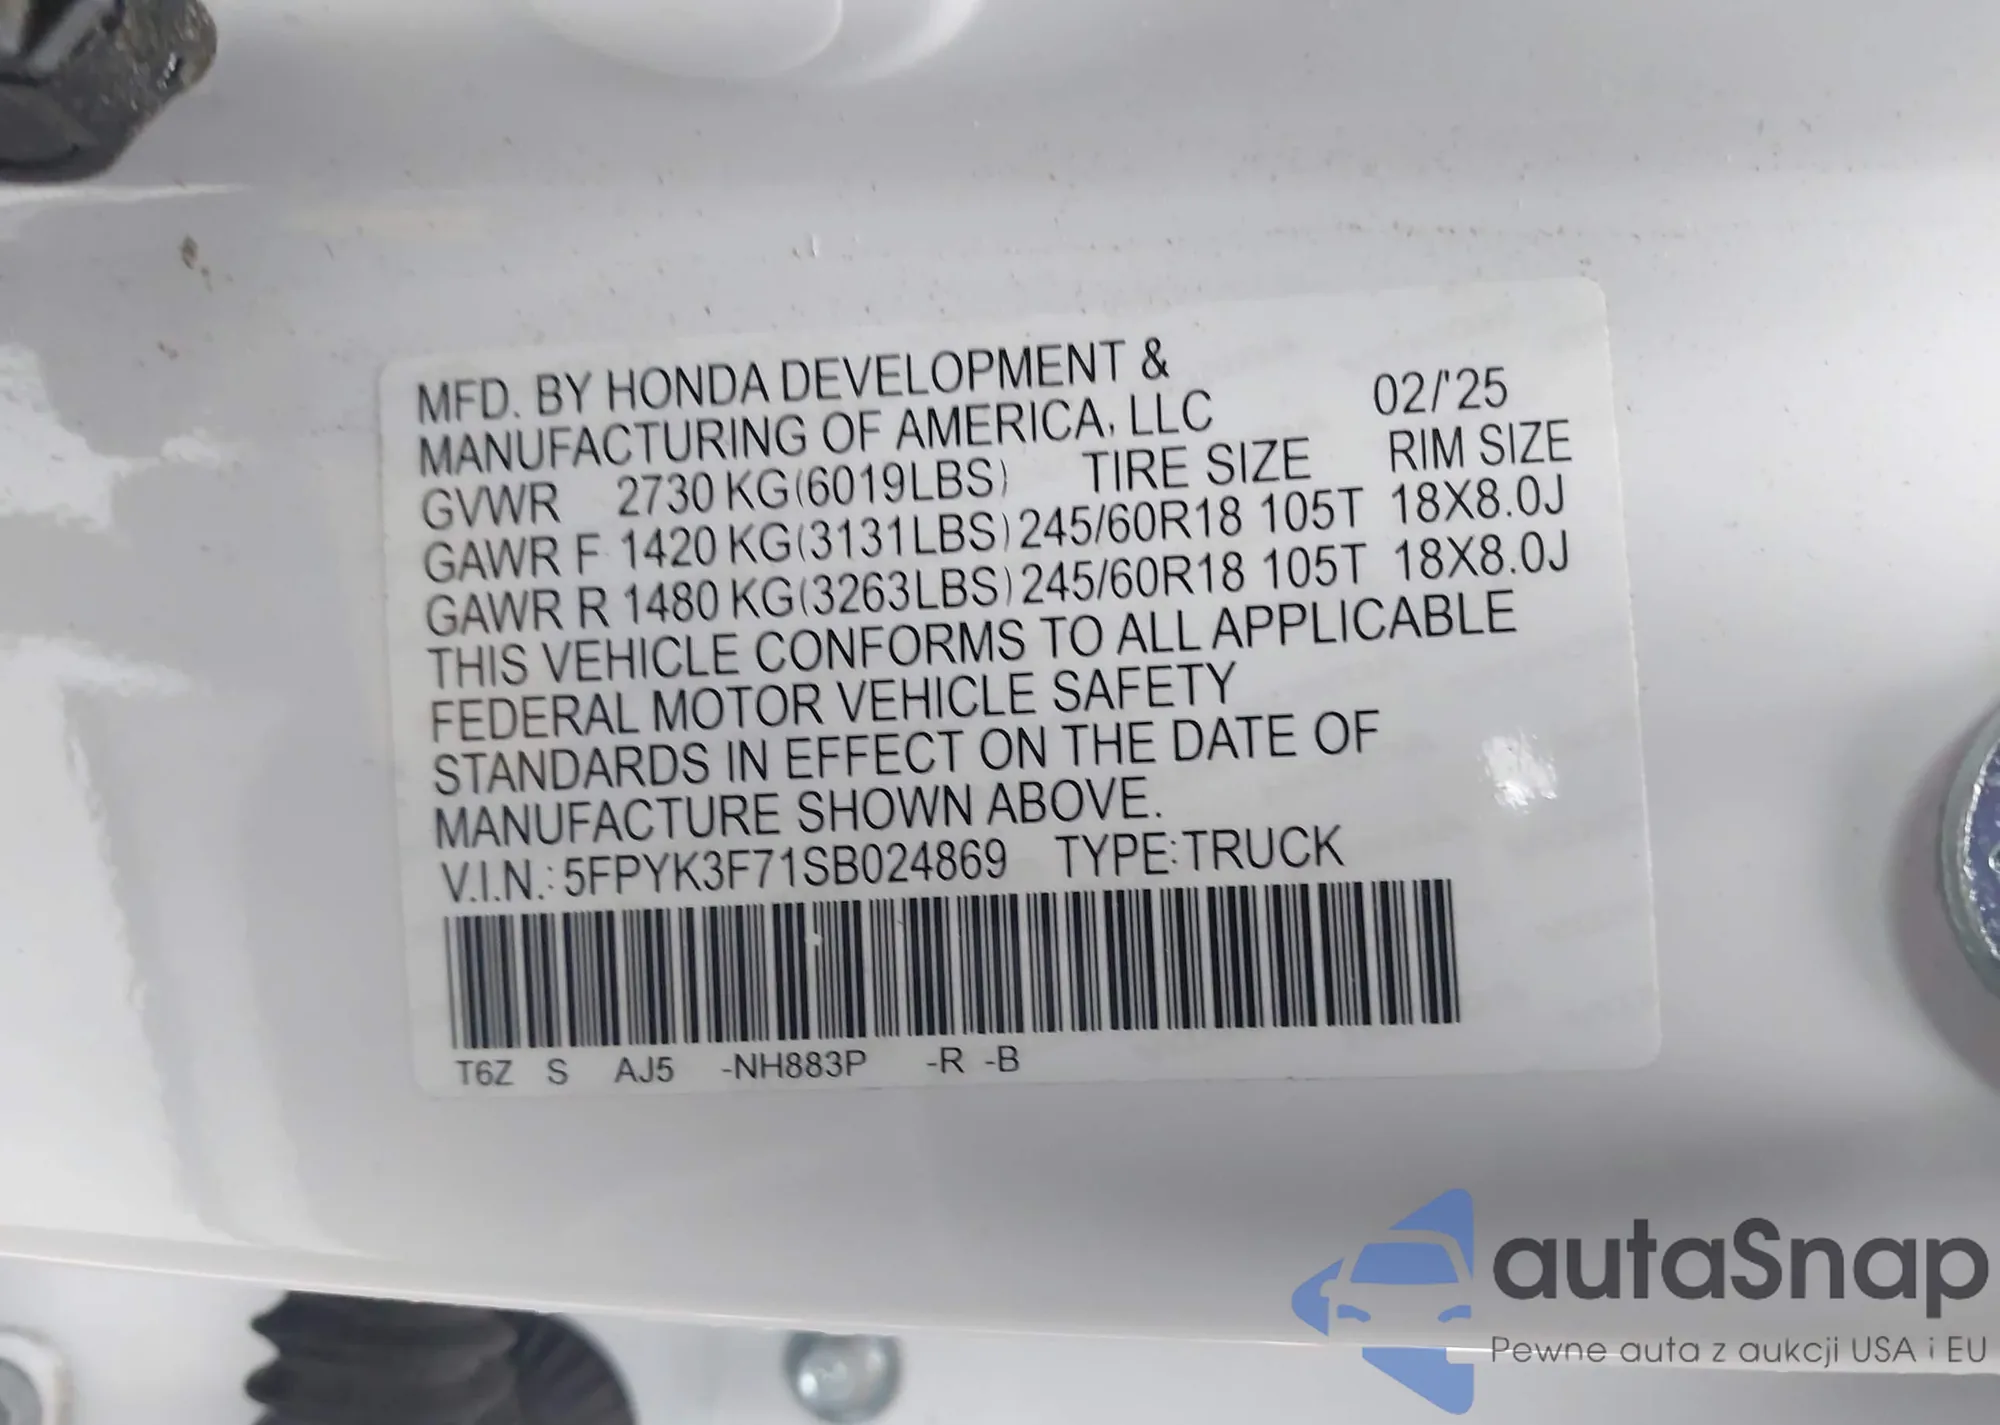 MFD. BY HONDA DEVELOPMENT &
MANUFACTURING OF AMERICA, LLC 02/'25
GVWR 2730 KG(6019LBS) TIRE SIZE RIM SIZE
GAWR F 1420 KG(3131LBS) 245/60R18 105T 18X8.0J
GAWR R 1480 KG(3263LBS) 245/60R18 105T 18X8.0J
THIS VEHICLE CONFORMS TO ALL APPLICABLE
FEDERAL MOTOR VEHICLE SAFETY
STANDARDS IN EFFECT ON THE DATE OF
MANUFACTURE SHOWN ABOVE.
V.I.N.: 5FPYK3F71SB024869 TYPE:TRUCK
T6Z S AJ5 -NH883P -R -B
autaSnap
Pewne auta z aukcji USA i EU